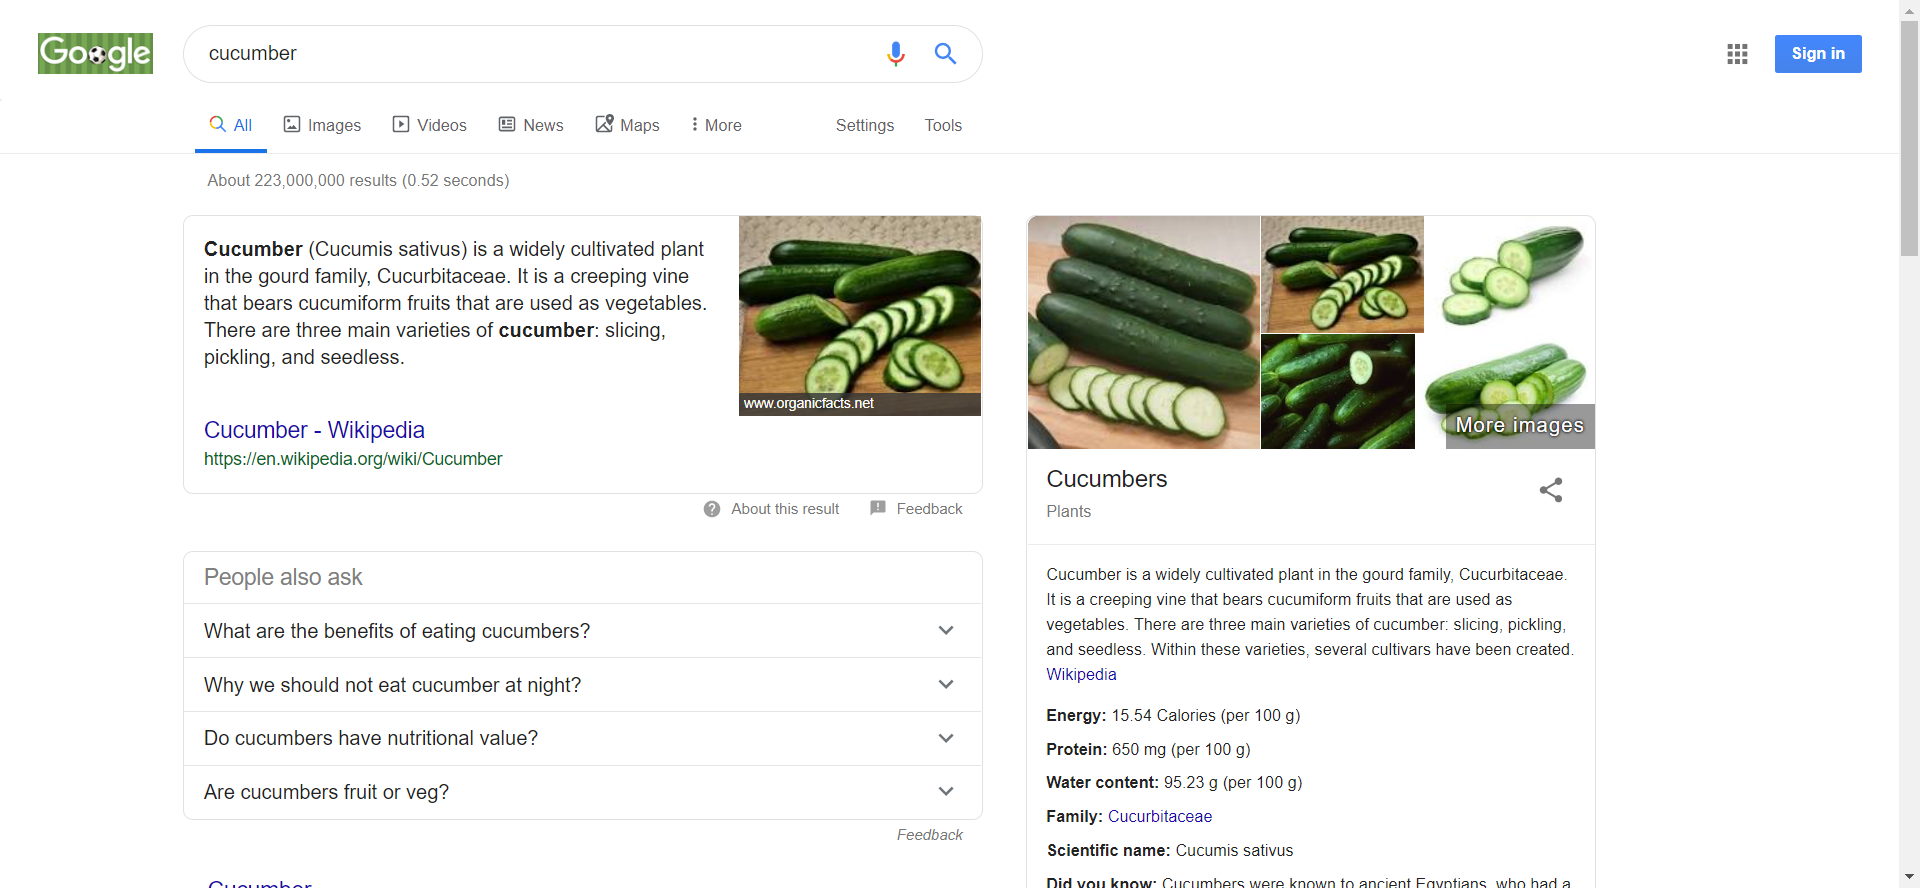 Google
cucumber
Sign in
All
Images
Videos
News
Maps
More
Settings
Tools
About 223,000,000 results (0.52 seconds)
Cucumber (Cucumis sativus) is a widely cultivated plant
in the gourd family, Cucurbitaceae. It is a creeping vine
that bears cucumiform fruits that are used as vegetables.
There are three main varieties of cucumber: slicing,
pickling, and seedless.
www.organicfacts.net
Cucumber - Wikipedia
https://en.wikipedia.org/wiki/Cucumber
About this result
Feedback
People also ask
What are the benefits of eating cucumbers?
Why we should not eat cucumber at night?
Do cucumbers have nutritional value?
Are cucumbers fruit or veg?
Feedback
Cucumber
More images
Cucumbers
Plants
Cucumber is a widely cultivated plant in the gourd family, Cucurbitaceae.
It is a creeping vine that bears cucumiform fruits that are used as
vegetables. There are three main varieties of cucumber: slicing, pickling,
and seedless. Within these varieties, several cultivars have been created.
Wikipedia
Energy: 15.54 Calories (per 100 g)
Protein: 650 mg (per 100 g)
Water content: 95.23 g (per 100 g)
Family: Cucurbitaceae
Scientific name: Cucumis sativus
Did you know: Cucumbers were known to ancient Egyptians, who had a